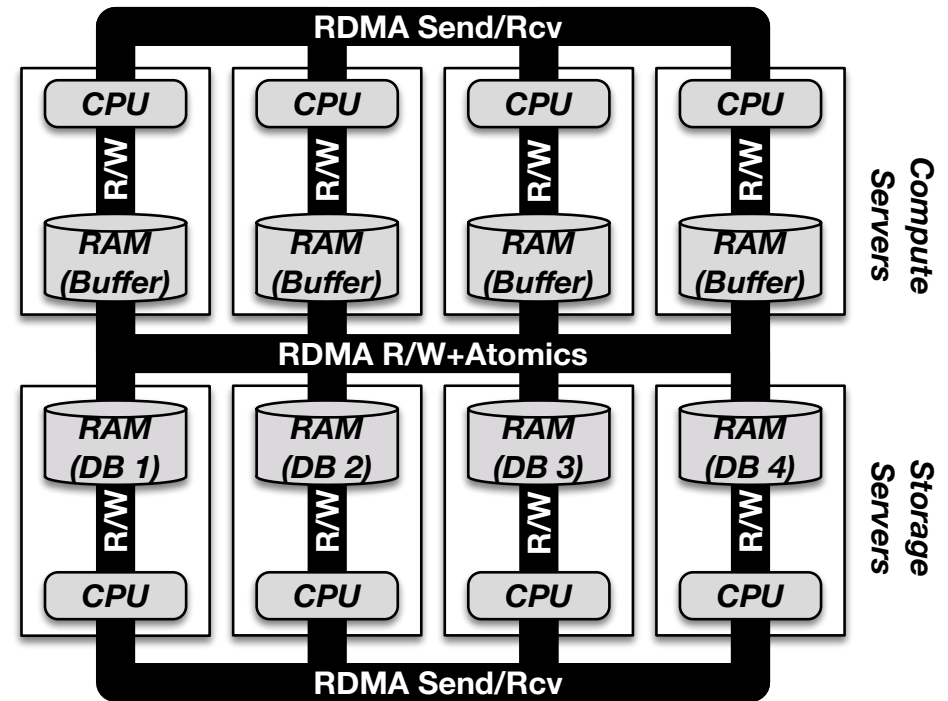 RDMA Send/Rcv
CPU CPU CPU CPU
R/W R/W R/W R/W
RAM RAM RAM RAM
(Buffer) (Buffer) (Buffer) (Buffer)
Compute
Servers
RDMA R/W+Atomics
RAM RAM RAM RAM
(DB 1) (DB 2) (DB 3) (DB 4)
R/W R/W R/W R/W
CPU CPU CPU CPU
Storage
Servers
RDMA Send/Rcv